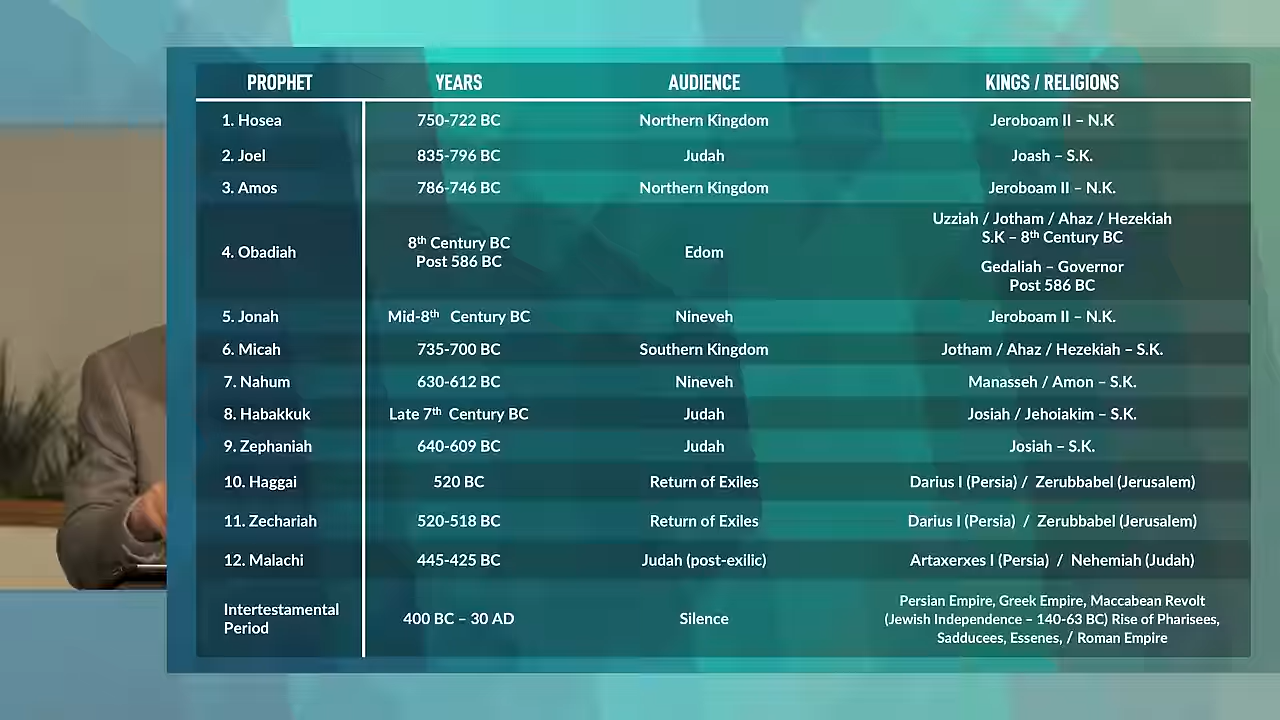 PROPHET YEARS AUDIENCE KINGS / RELIGIONS
1. Hosea 750-722 BC Northern Kingdom Jeroboam II – N.K
2. Joel 835-796 BC Judah Joash – S.K.
3. Amos 786-746 BC Northern Kingdom Jeroboam II – N.K.
4. Obadiah 8th Century BC
Post 586 BC Edom Uzziah / Jotham / Ahaz / Hezekiah
S.K – 8th Century BC
Gedaliah – Governor
Post 586 BC
5. Jonah Mid-8th Century BC Nineveh Jeroboam II – N.K.
6. Micah 735-700 BC Southern Kingdom Jotham / Ahaz / Hezekiah – S.K.
7. Nahum 630-612 BC Nineveh Manasseh / Amon – S.K.
8. Habakkuk Late 7th Century BC Judah Josiah / Jehoiakim – S.K.
9. Zephaniah 640-609 BC Judah Josiah – S.K.
10. Haggai 520 BC Return of Exiles Darius I (Persia) / Zerubbabel (Jerusalem)
11. Zechariah 520-518 BC Return of Exiles Darius I (Persia) / Zerubbabel (Jerusalem)
12. Malachi 445-425 BC Judah (post-exilic) Artaxerxes I (Persia) / Nehemiah (Judah)
Intertestamental
Period 400 BC – 30 AD Silence Persian Empire, Greek Empire, Maccabean Revolt
(Jewish Independence – 140-63 BC) Rise of Pharisees,
Sadducees, Essenes, / Roman Empire